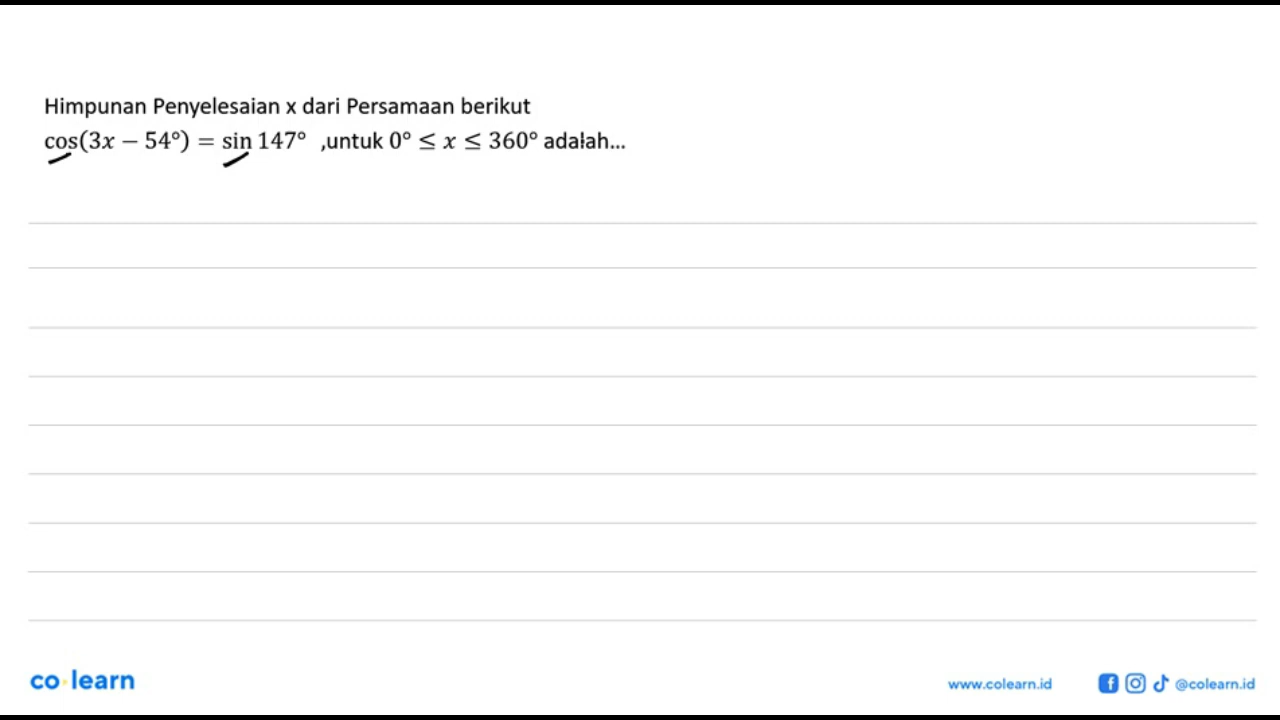 Himpunan Penyelesaian x dari Persamaan berikut
cos(3x − 54°) = sin 147° ,untuk 0° ≤ x ≤ 360° adalah...
co learn
www.colearn.id @colearn.id